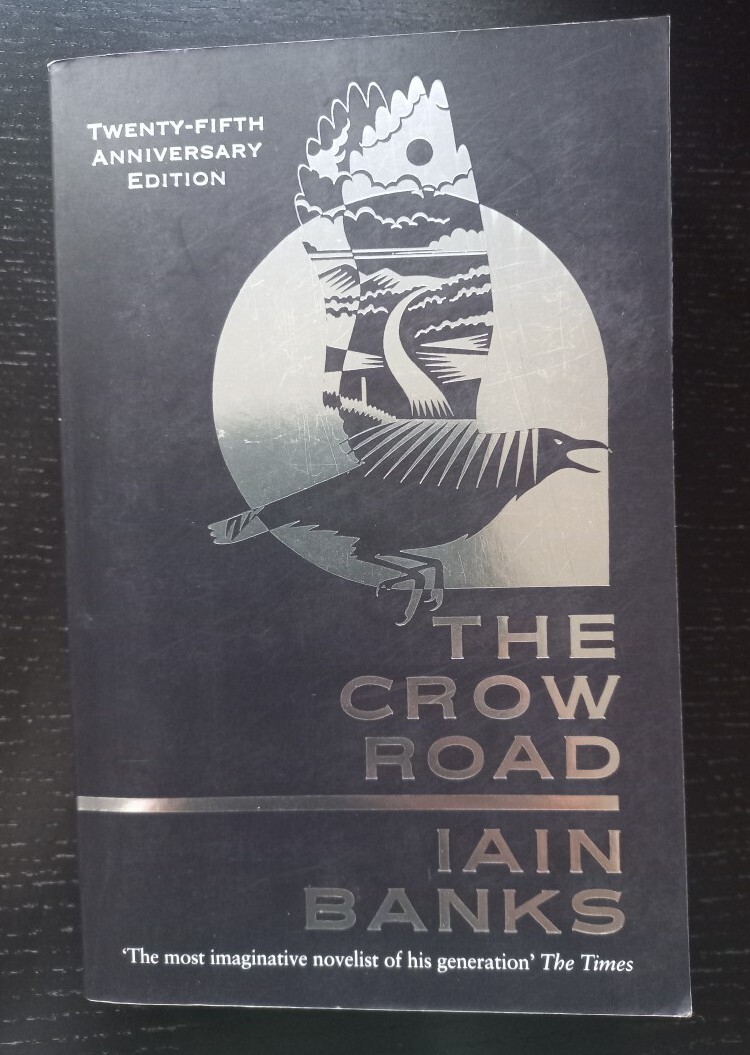 TWENTY-FIFTH
ANNIVERSARY
EDITION
THE
CROW
ROAD
IAIN
BANKS
‘The most imaginative novelist of his generation’ The Times